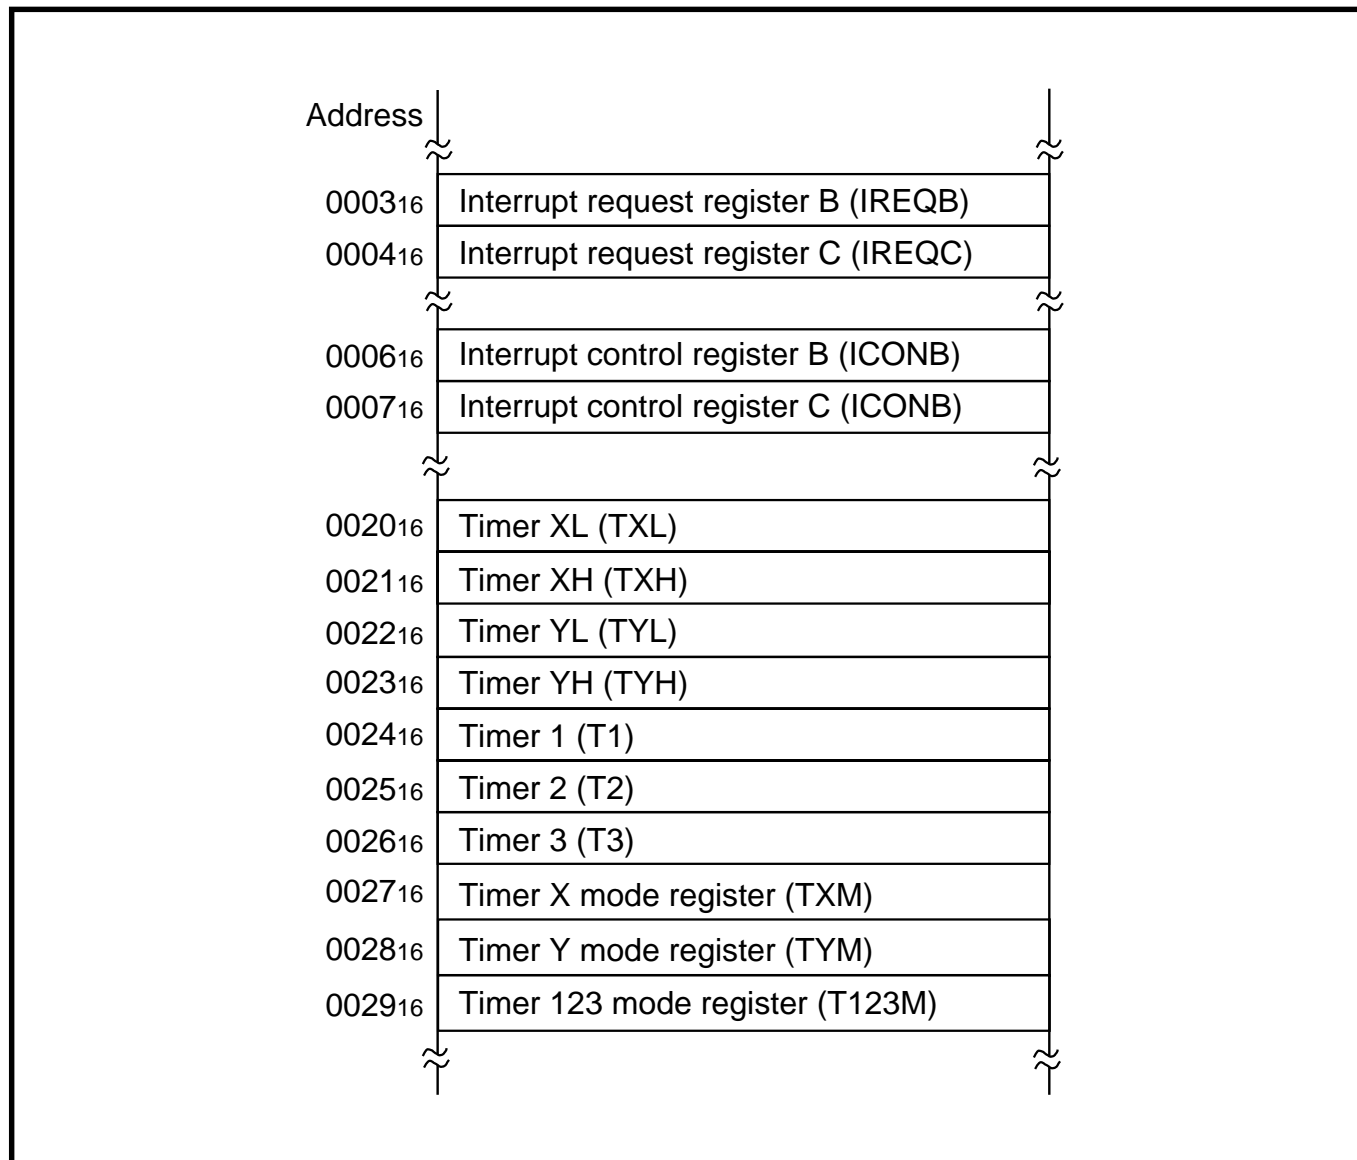 Address
0003₁₆ Interrupt request register B (IREQB)
0004₁₆ Interrupt request register C (IREQC)
0006₁₆ Interrupt control register B (ICONB)
0007₁₆ Interrupt control register C (ICONB)
0020₁₆ Timer XL (TXL)
0021₁₆ Timer XH (TXH)
0022₁₆ Timer YL (TYL)
0023₁₆ Timer YH (TYH)
0024₁₆ Timer 1 (T1)
0025₁₆ Timer 2 (T2)
0026₁₆ Timer 3 (T3)
0027₁₆ Timer X mode register (TXM)
0028₁₆ Timer Y mode register (TYM)
0029₁₆ Timer 123 mode register (T123M)